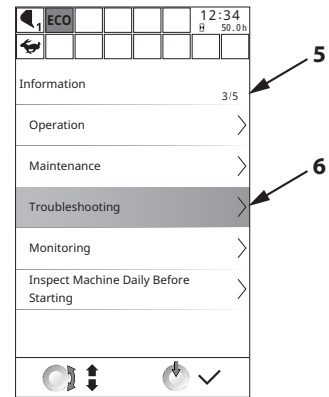 1
ECO
12:34
50.0h
5
Information
3/5
Operation
6
Maintenance
Troubleshooting
Monitoring
Inspect Machine Daily Before
Starting